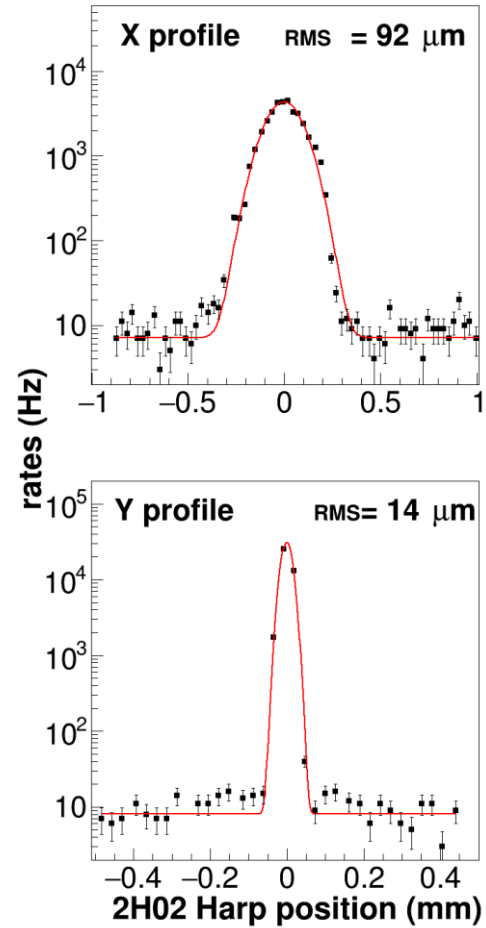 X profile RMS = 92 μm
10^4
10^3
10^2
10
−1 −0.5 0 0.5 1
rates (Hz)
Y profile RMS= 14 μm
10^5
10^4
10^3
10^2
10
−0.4 −0.2 0 0.2 0.4
2H02 Harp position (mm)